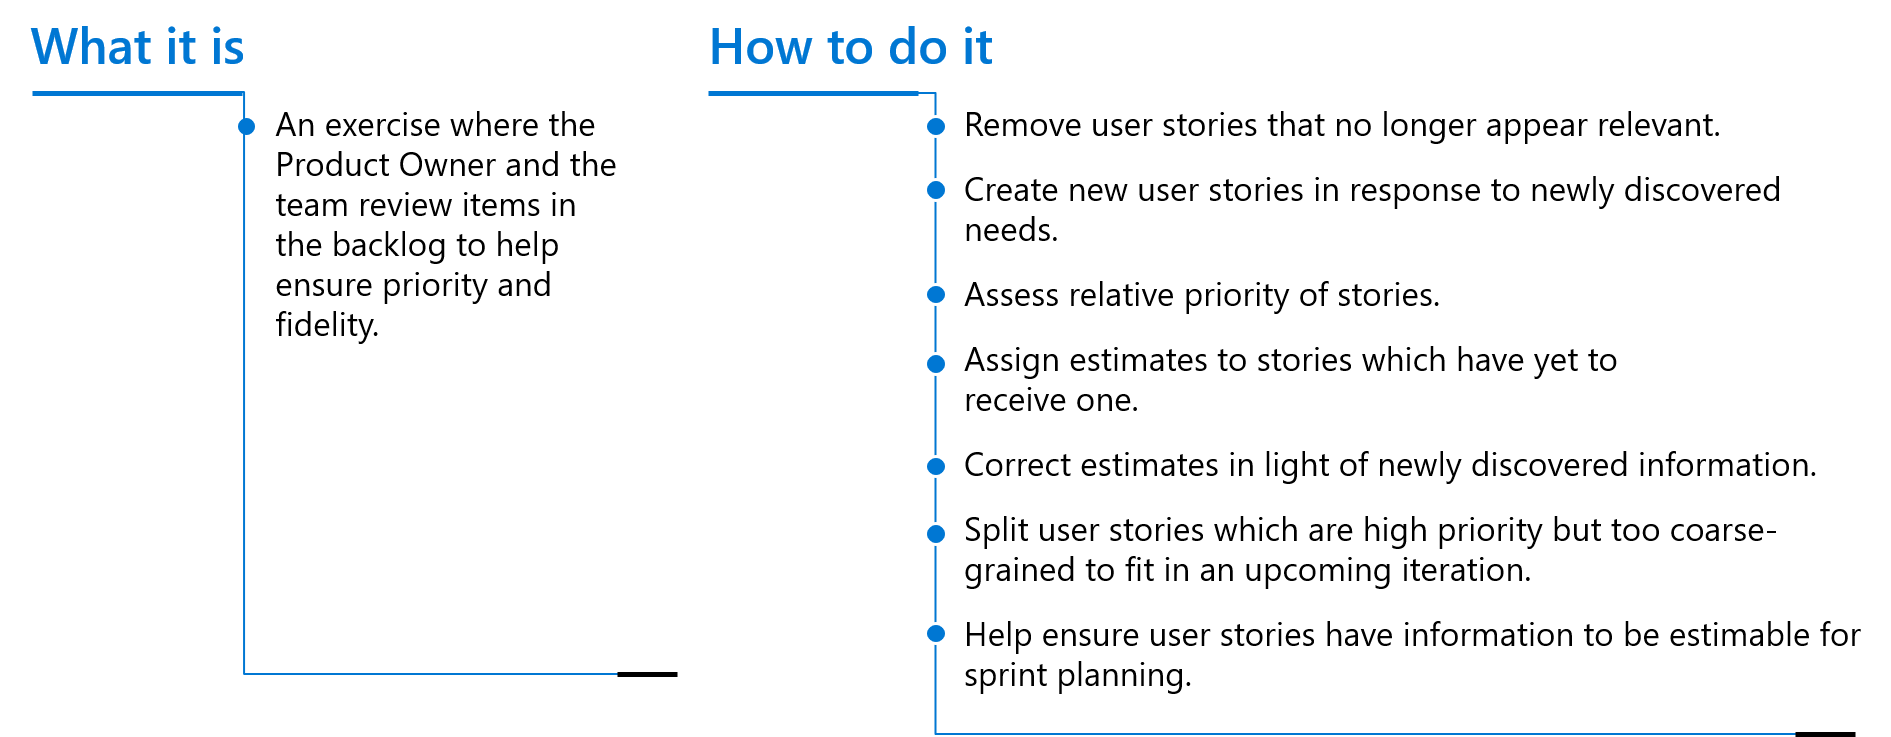 What it is
An exercise where the
Product Owner and the
team review items in
the backlog to help
ensure priority and
fidelity.
How to do it
Remove user stories that no longer appear relevant.
Create new user stories in response to newly discovered
needs.
Assess relative priority of stories.
Assign estimates to stories which have yet to
receive one.
Correct estimates in light of newly discovered information.
Split user stories which are high priority but too coarse-
grained to fit in an upcoming iteration.
Help ensure user stories have information to be estimable for
sprint planning.